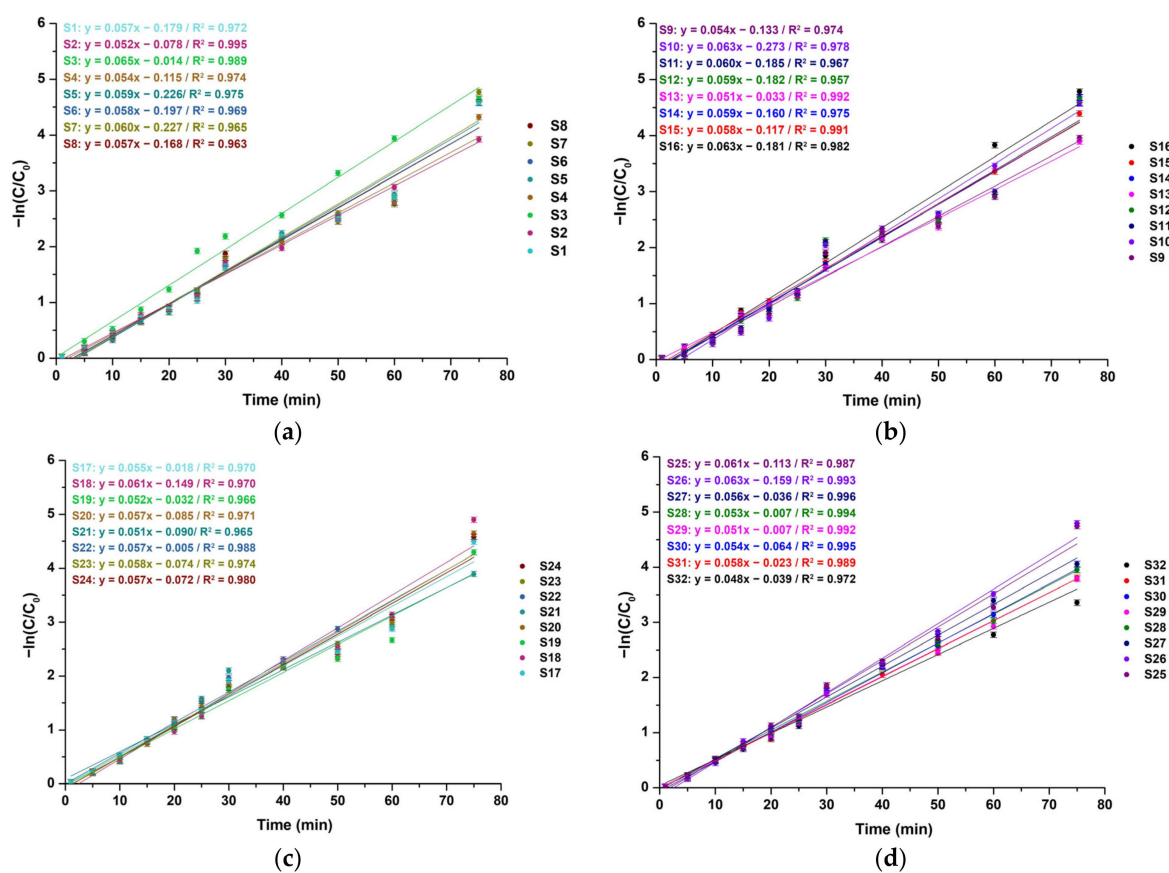 S1: y = 0.057x − 0.179 / R² = 0.972
S2: y = 0.052x − 0.078 / R² = 0.995
S3: y = 0.065x − 0.014 / R² = 0.989
S4: y = 0.054x − 0.115 / R² = 0.974
S5: y = 0.059x − 0.226/ R² = 0.975
S6: y = 0.058x − 0.197 / R² = 0.969
S7: y = 0.060x − 0.227 / R² = 0.965
S8: y = 0.057x − 0.168 / R² = 0.963
6
5
4
3
2
1
0
−ln(C/C₀)
S8
S7
S6
S5
S4
S3
S2
S1
0 10 20 30 40 50 60 70 80
Time (min)
(a)
S9: y = 0.054x − 0.133 / R² = 0.974
S10: y = 0.063x − 0.273 / R² = 0.978
S11: y = 0.060x − 0.185 / R² = 0.967
S12: y = 0.059x − 0.182 / R² = 0.957
S13: y = 0.051x − 0.033 / R² = 0.992
S14: y = 0.059x − 0.160 / R² = 0.975
S15: y = 0.058x − 0.117 / R² = 0.991
S16: y = 0.063x − 0.181 / R² = 0.982
6
5
4
3
2
1
0
−ln(C/C₀)
S16
S15
S14
S13
S12
S11
S10
S9
0 10 20 30 40 50 60 70 80
Time (min)
(b)
S17: y = 0.055x − 0.018 / R² = 0.970
S18: y = 0.061x − 0.149 / R² = 0.970
S19: y = 0.052x − 0.032 / R² = 0.966
S20: y = 0.057x − 0.085 / R² = 0.971
S21: y = 0.051x − 0.090/ R² = 0.965
S22: y = 0.057x − 0.005 / R² = 0.988
S23: y = 0.058x − 0.074 / R² = 0.974
S24: y = 0.057x − 0.072 / R² = 0.980
6
5
4
3
2
1
0
−ln(C/C₀)
S24
S23
S22
S21
S20
S19
S18
S17
0 10 20 30 40 50 60 70 80
Time (min)
(c)
S25: y = 0.061x − 0.113 / R² = 0.987
S26: y = 0.063x − 0.159 / R² = 0.993
S27: y = 0.056x − 0.036 / R² = 0.996
S28: y = 0.053x − 0.007 / R² = 0.994
S29: y = 0.051x − 0.007 / R² = 0.992
S30: y = 0.054x − 0.064 / R² = 0.995
S31: y = 0.058x − 0.023 / R² = 0.989
S32: y = 0.048x − 0.039 / R² = 0.972
6
5
4
3
2
1
0
−ln(C/C₀)
S32
S31
S30
S29
S28
S27
S26
S25
0 10 20 30 40 50 60 70 80
Time (min)
(d)